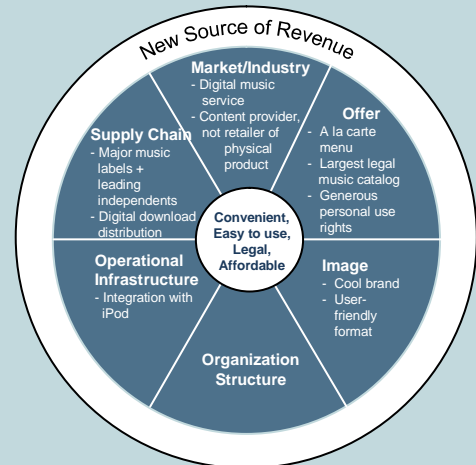 New Source of Revenue
Market/Industry
- Digital music
service
- Content provider,
not retailer of
physical
product
Offer
- A la carte
menu
- Largest legal
music catalog
- Generous
personal use
rights
Supply Chain
- Major music
labels +
leading
independents
- Digital download
distribution
Convenient,
Easy to use,
Legal,
Affordable
Operational
Infrastructure
- Integration with
iPod
Image
- Cool brand
- User-
friendly
format
Organization
Structure